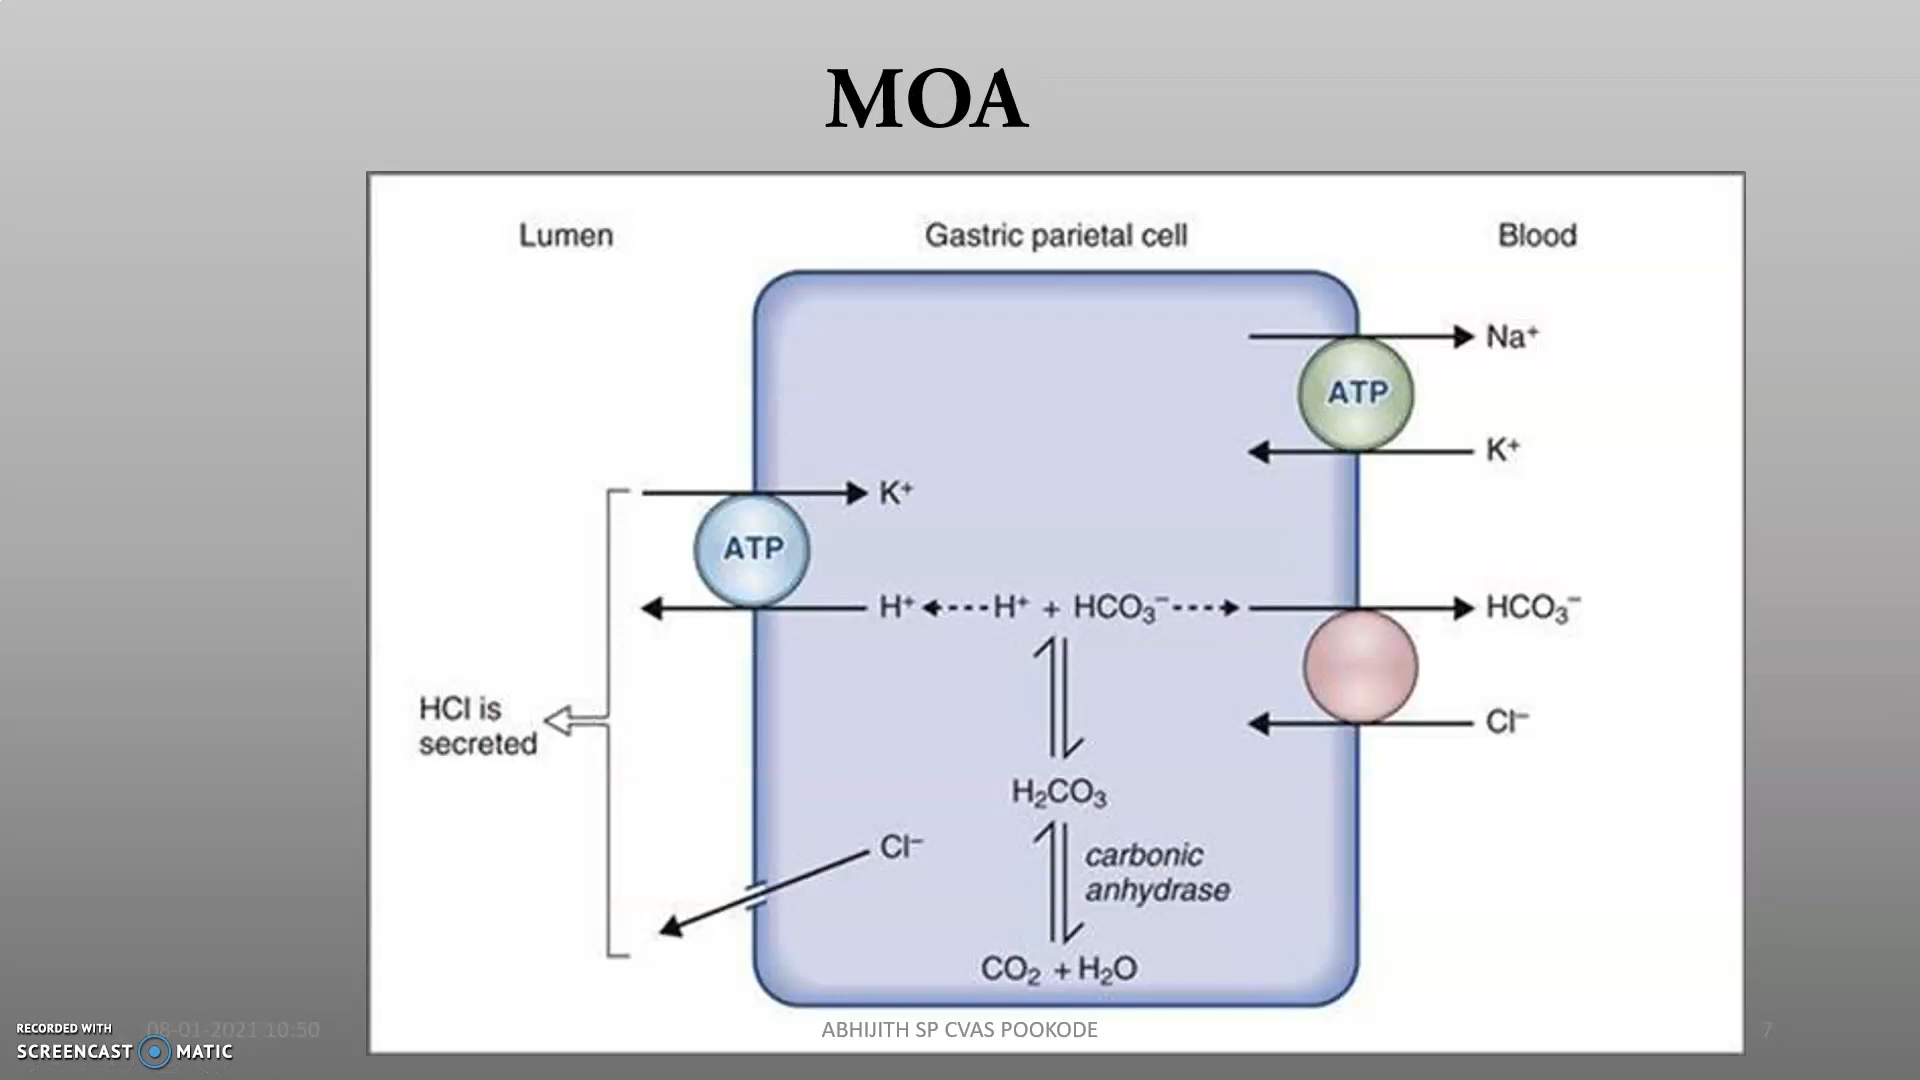 MOA
Lumen
Gastric parietal cell
Blood
Na⁺
ATP
K⁺
K⁺
ATP
H⁺ H⁺ + HCO₃⁻ HCO₃⁻
HCl is
secreted
Cl⁻
H₂CO₃
Cl⁻
carbonic
anhydrase
CO₂ + H₂O
RECORDED WITH
SCREENCAST MATIC
08-01-2021 10:50
ABHIJITH SP CVAS POOKODE
7